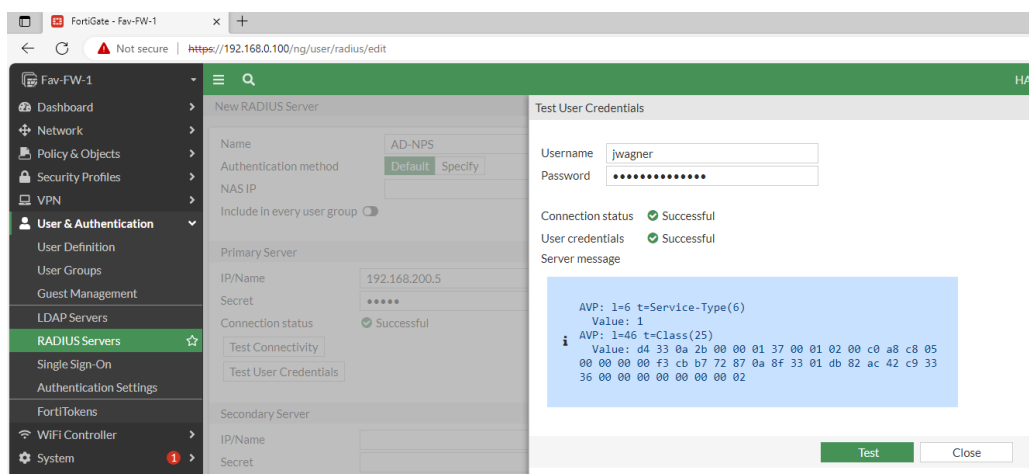 FortiGate - Fav-FW-1
Not secure
https://192.168.0.100/ng/user/radius/edit
Fav-FW-1
HA
Dashboard
Network
Policy & Objects
Security Profiles
VPN
User & Authentication
User Definition
User Groups
Guest Management
LDAP Servers
RADIUS Servers
Single Sign-On
Authentication Settings
FortiTokens
WiFi Controller
System 1
New RADIUS Server
Name AD-NPS
Authentication method Default Specify
NAS IP
Include in every user group
Primary Server
IP/Name 192.168.200.5
Secret •••••
Connection status Successful
Test Connectivity
Test User Credentials
Secondary Server
IP/Name
Secret
Test User Credentials
Username jwagner
Password ••••••••••••••
Connection status Successful
User credentials Successful
Server message
AVP: l=6 t=Service-Type(6)
Value: 1
AVP: l=46 t=Class(25)
Value: d4 33 0a 2b 00 00 01 37 00 01 02 00 c0 a8 c8 05
00 00 00 00 f3 cb b7 72 87 0a 8f 33 01 db 82 ac 42 c9 33
36 00 00 00 00 00 00 00 02
Test
Close